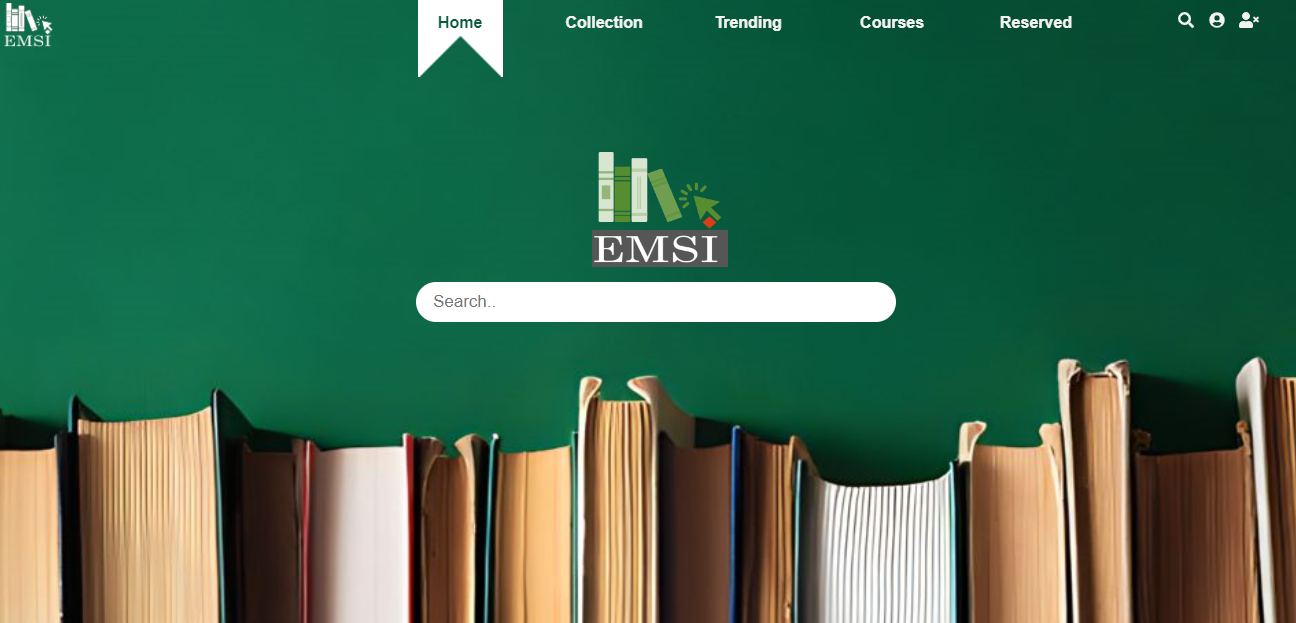 EMSI
Home
Collection
Trending
Courses
Reserved
EMSI
Search..